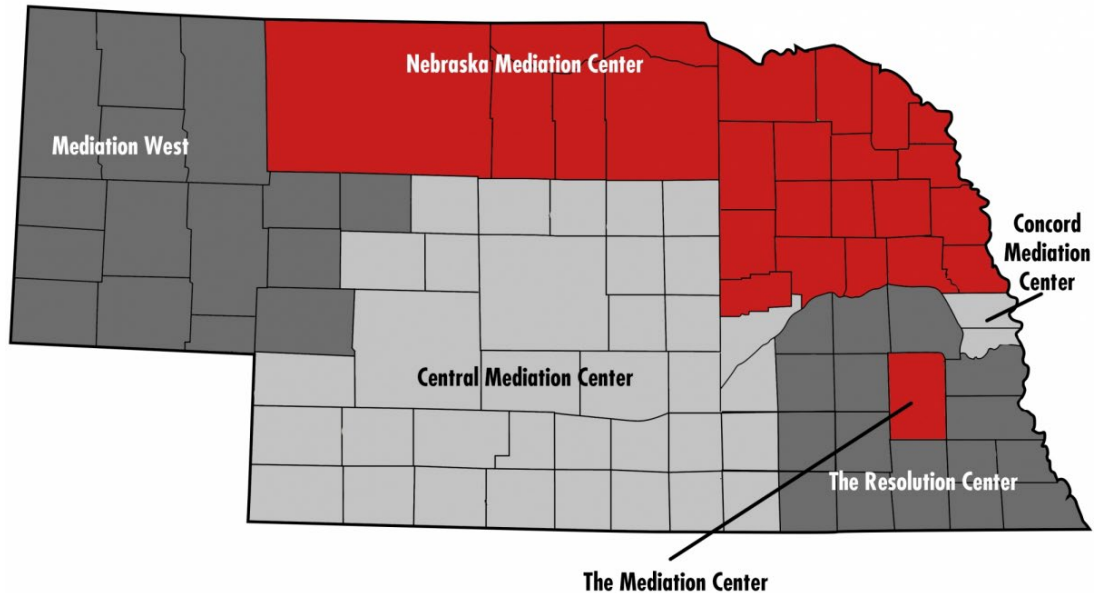 Nebraska Mediation Center
Mediation West
Concord
Mediation
Center
Central Mediation Center
The Resolution Center
The Mediation Center